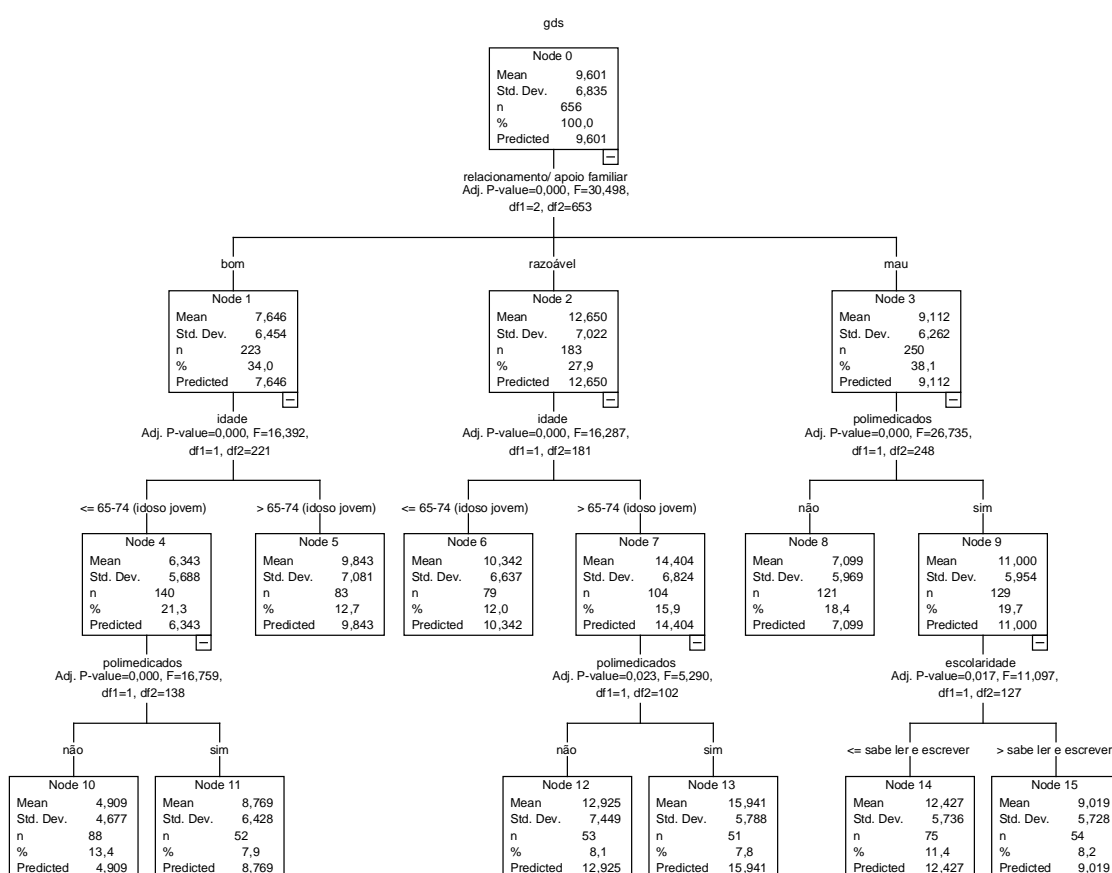 gds
Node 0
Mean 9,601
Std. Dev. 6,835
n 656
% 100,0
Predicted 9,601
relacionamento/ apoio familiar
Adj. P-value=0,000, F=30,498,
df1=2, df2=653
bom
razoável
mau
Node 1
Mean 7,646
Std. Dev. 6,454
n 223
% 34,0
Predicted 7,646
Node 2
Mean 12,650
Std. Dev. 7,022
n 183
% 27,9
Predicted 12,650
Node 3
Mean 9,112
Std. Dev. 6,262
n 250
% 38,1
Predicted 9,112
idade
Adj. P-value=0,000, F=16,392,
df1=1, df2=221
idade
Adj. P-value=0,000, F=16,287,
df1=1, df2=181
polimedicados
Adj. P-value=0,000, F=26,735,
df1=1, df2=248
<= 65-74 (idoso jovem)
> 65-74 (idoso jovem)
<= 65-74 (idoso jovem)
> 65-74 (idoso jovem)
não
sim
Node 4
Mean 6,343
Std. Dev. 5,688
n 140
% 21,3
Predicted 6,343
Node 5
Mean 9,843
Std. Dev. 7,081
n 83
% 12,7
Predicted 9,843
Node 6
Mean 10,342
Std. Dev. 6,637
n 79
% 12,0
Predicted 10,342
Node 7
Mean 14,404
Std. Dev. 6,824
n 104
% 15,9
Predicted 14,404
Node 8
Mean 7,099
Std. Dev. 5,969
n 121
% 18,4
Predicted 7,099
Node 9
Mean 11,000
Std. Dev. 5,954
n 129
% 19,7
Predicted 11,000
polimedicados
Adj. P-value=0,000, F=16,759,
df1=1, df2=138
polimedicados
Adj. P-value=0,023, F=5,290,
df1=1, df2=102
escolaridade
Adj. P-value=0,017, F=11,097,
df1=1, df2=127
não
sim
não
sim
<= sabe ler e escrever
> sabe ler e escrever
Node 10
Mean 4,909
Std. Dev. 4,677
n 88
% 13,4
Predicted 4,909
Node 11
Mean 8,769
Std. Dev. 6,428
n 52
% 7,9
Predicted 8,769
Node 12
Mean 12,925
Std. Dev. 7,449
n 53
% 8,1
Predicted 12,925
Node 13
Mean 15,941
Std. Dev. 5,788
n 51
% 7,8
Predicted 15,941
Node 14
Mean 12,427
Std. Dev. 5,736
n 75
% 11,4
Predicted 12,427
Node 15
Mean 9,019
Std. Dev. 5,728
n 54
% 8,2
Predicted 9,019